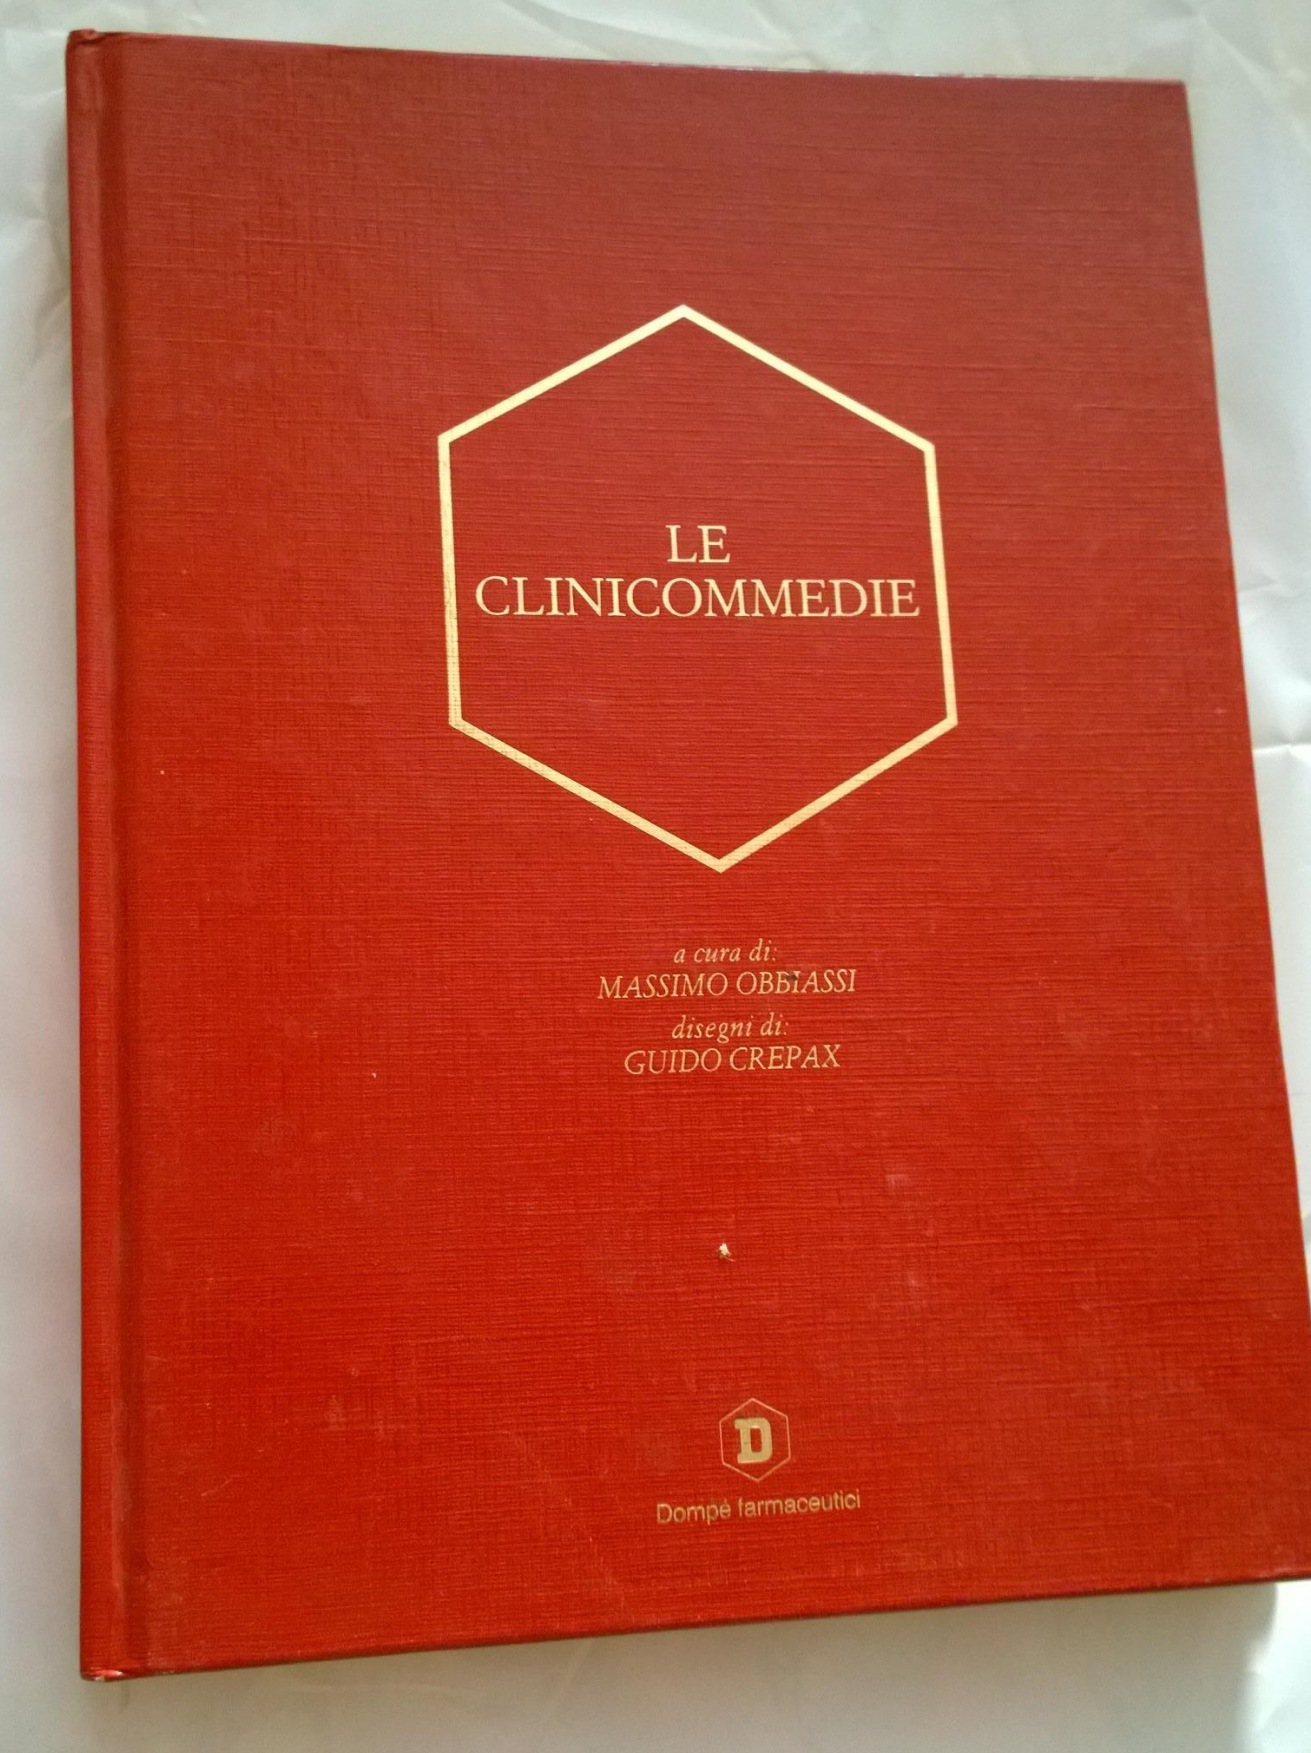 LE
CLINICOMMEDIE
a cura di:
MASSIMO OBBIASSI
disegni di:
GUIDO CREPAX
D
Dompé farmaceutici